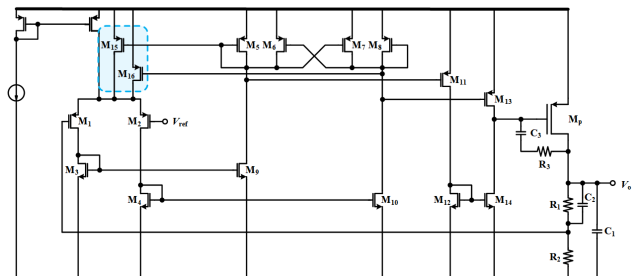 M15 M5 M6 M7 M8
M16 M11
M13
M1 M2 Vref C3 Mp
R3
M3 M9 Vo
M4 M10 M12 M14 R1 C2
C1
R2